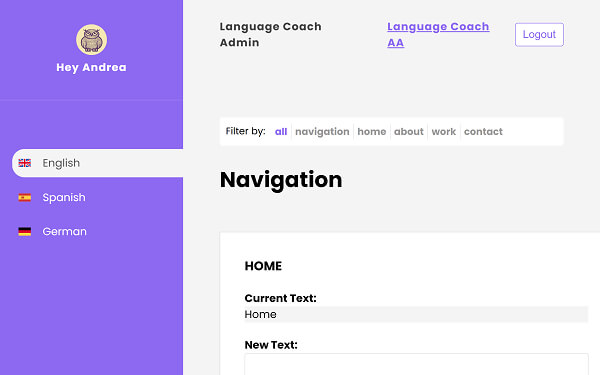 Hey Andrea
English
Spanish
German
Language Coach
Admin
Language Coach
AA
Logout
Filter by: all navigation home about work contact
Navigation
HOME
Current Text:
Home
New Text: